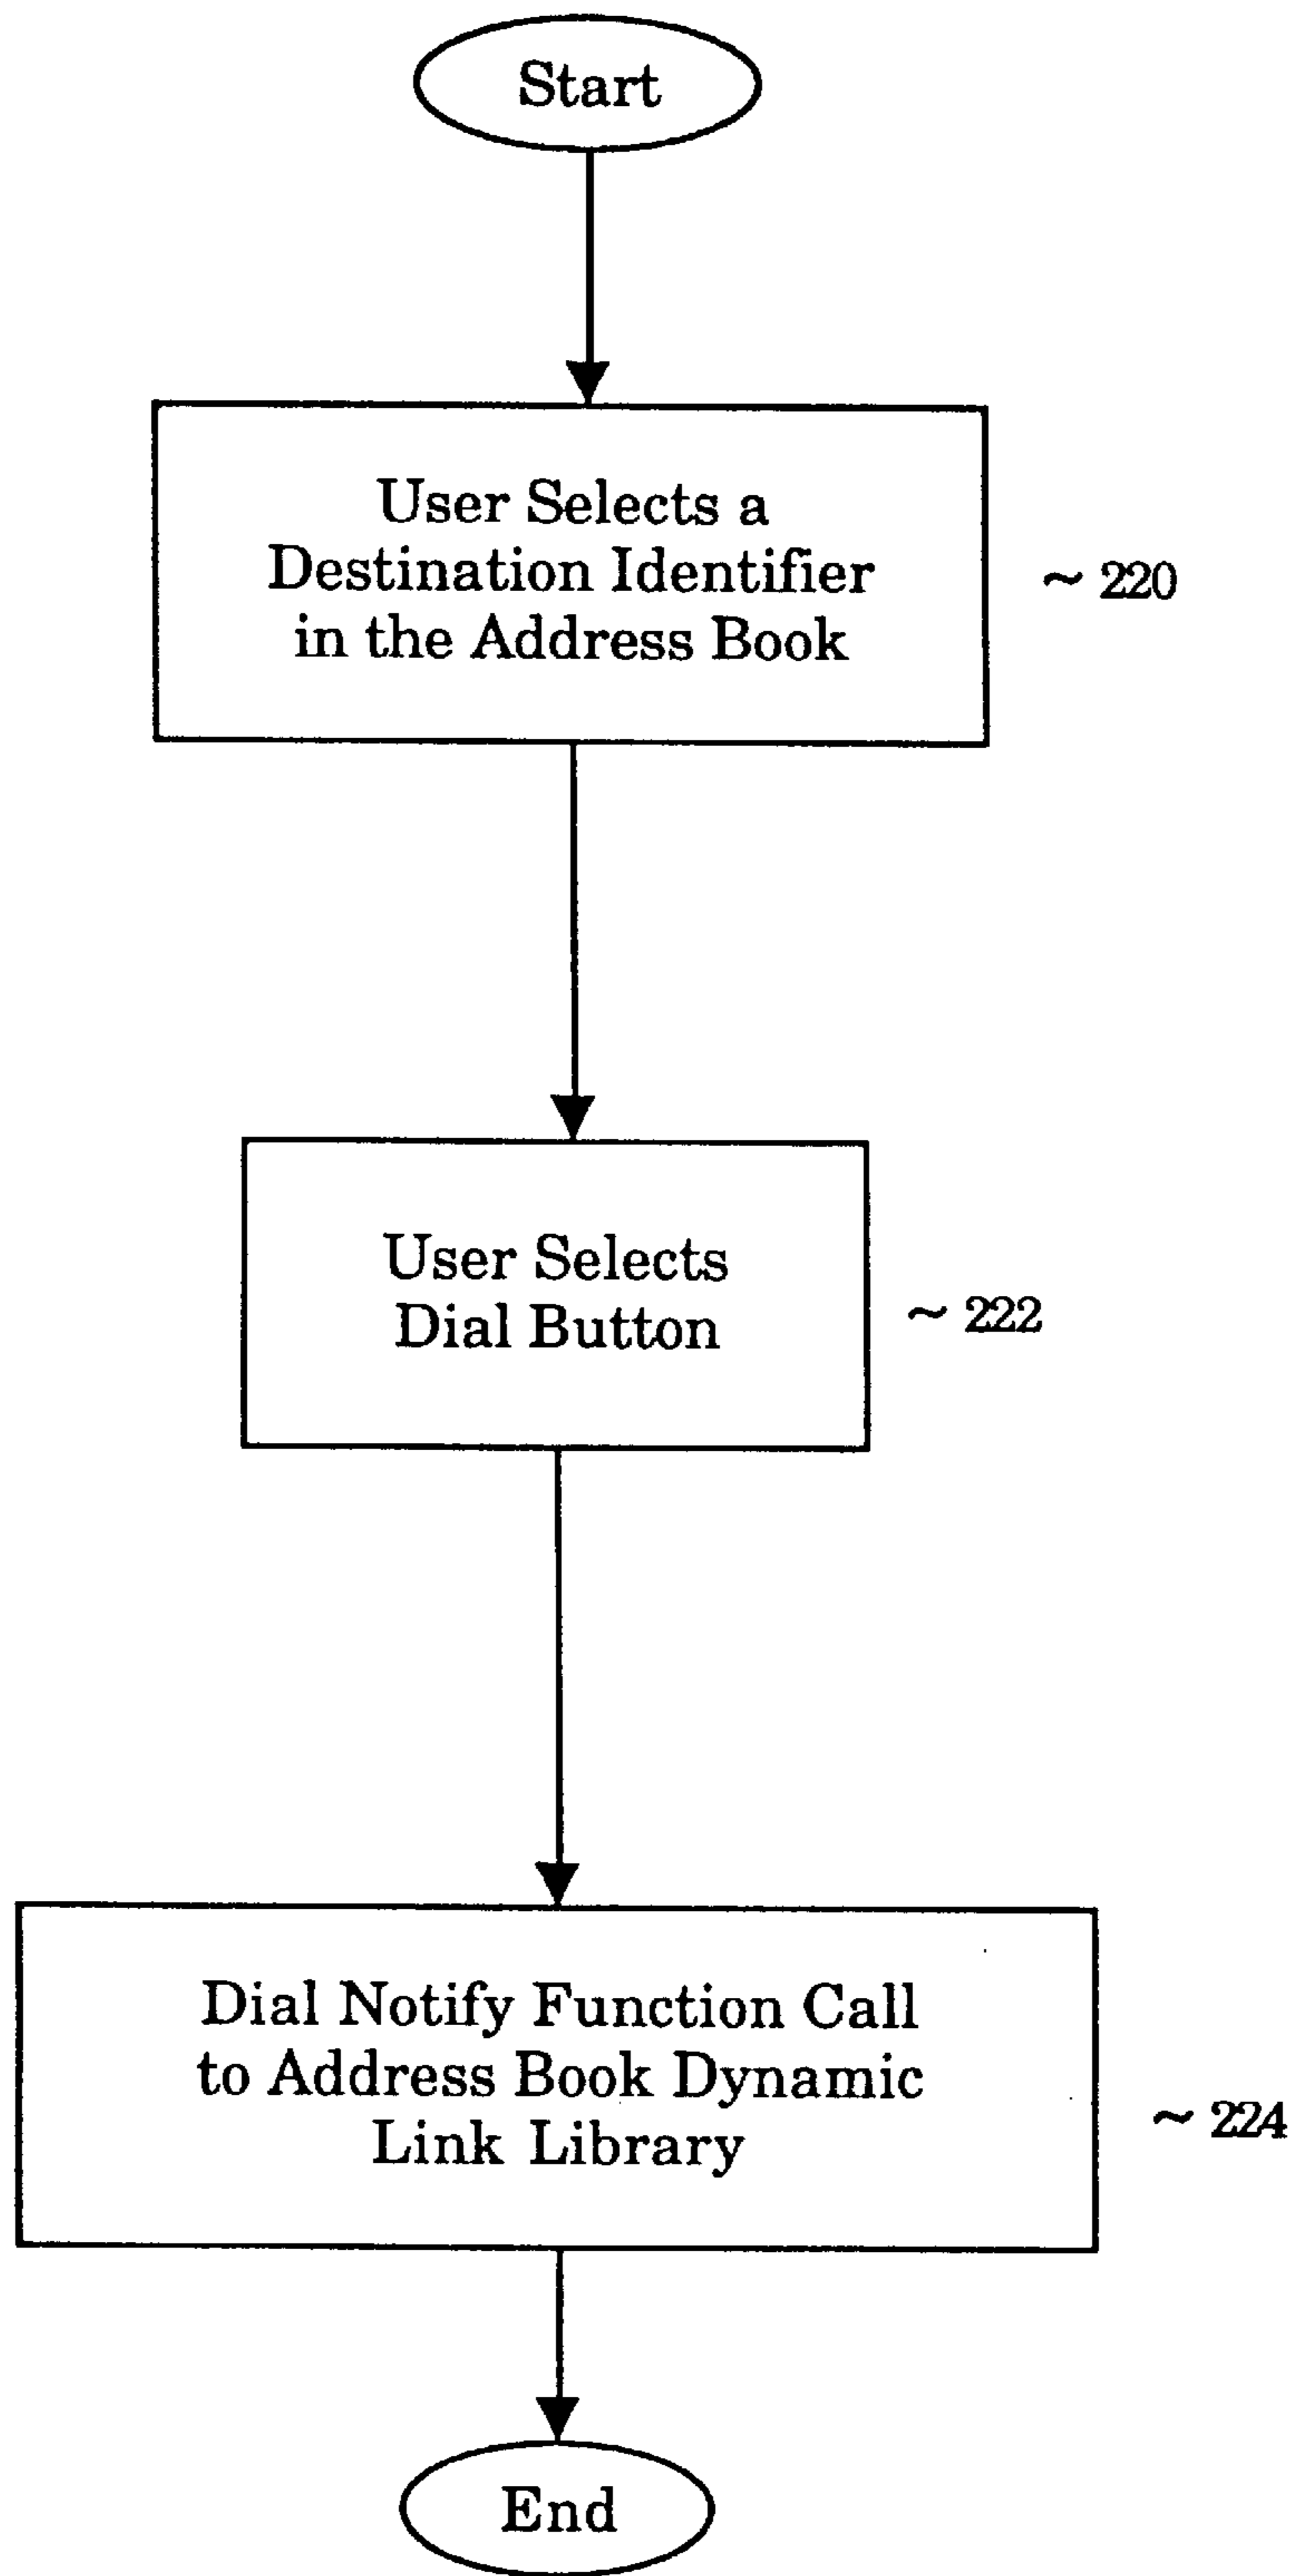 Start
User Selects a
Destination Identifier
in the Address Book
~ 220
User Selects
Dial Button
~ 222
Dial Notify Function Call
to Address Book Dynamic
Link Library
~ 224
End